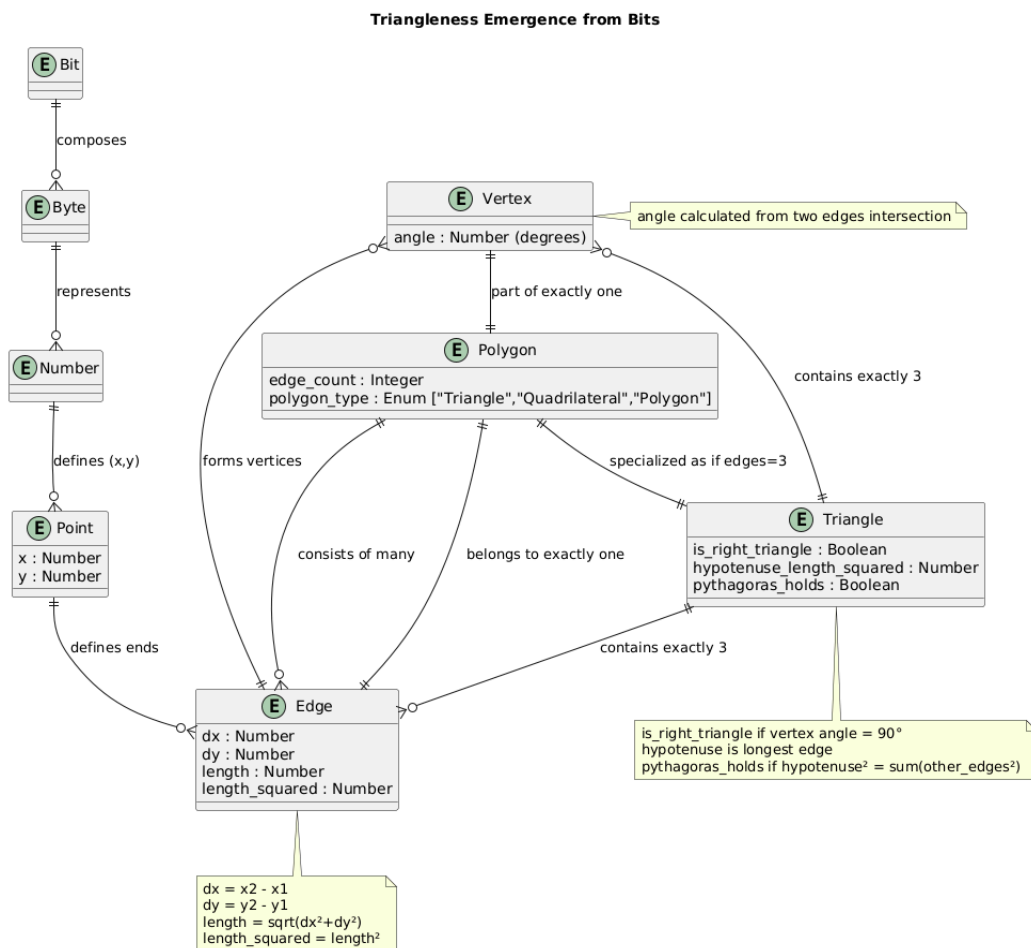 Triangleness Emergence from Bits
E Bit
composes
E Byte
represents
E Number
defines (x,y)
E Point
x : Number
y : Number
defines ends
E Vertex
angle : Number (degrees)
angle calculated from two edges intersection
part of exactly one
E Polygon
edge_count : Integer
polygon_type : Enum ["Triangle","Quadrilateral","Polygon"]
contains exactly 3
forms vertices
specialized as if edges=3
consists of many
belongs to exactly one
E Triangle
is_right_triangle : Boolean
hypotenuse_length_squared : Number
pythagoras_holds : Boolean
contains exactly 3
E Edge
dx : Number
dy : Number
length : Number
length_squared : Number
is_right_triangle if vertex angle = 90°
hypotenuse is longest edge
pythagoras_holds if hypotenuse² = sum(other_edges²)
dx = x2 - x1
dy = y2 - y1
length = sqrt(dx²+dy²)
length_squared = length²